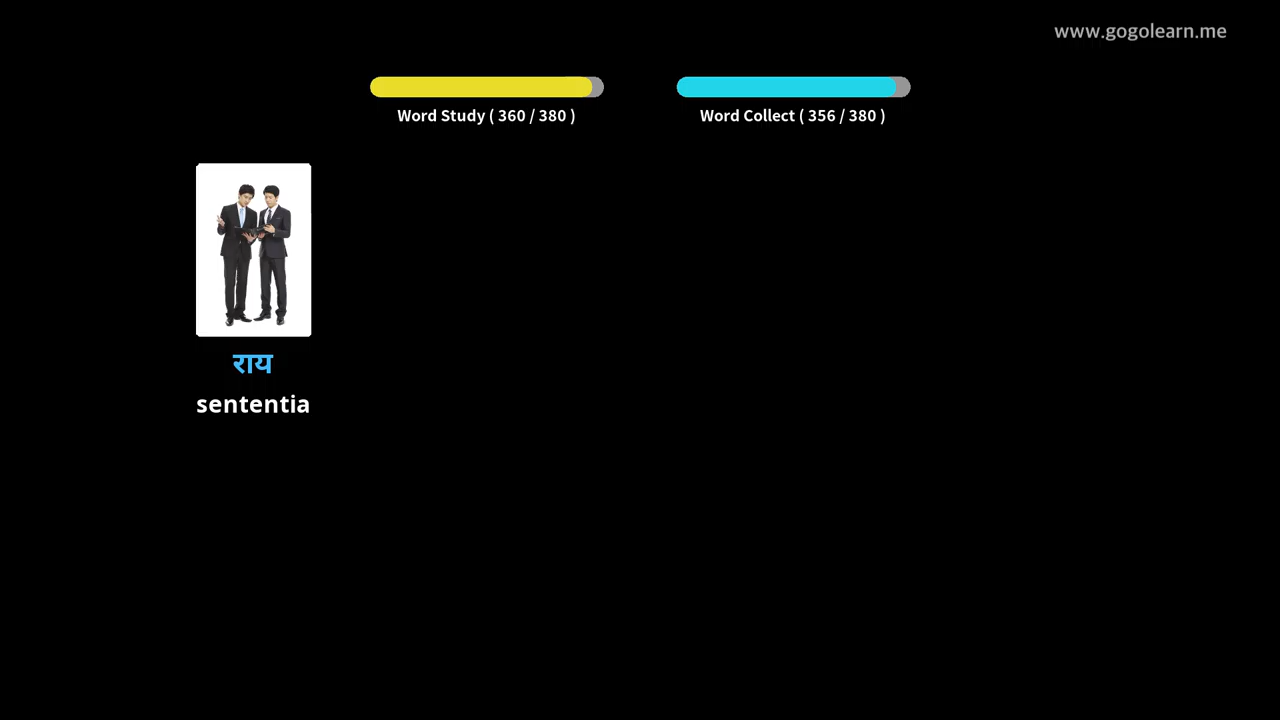 www.gogolearn.me
Word Study ( 360 / 380 )
Word Collect ( 356 / 380 )
राय
sententia